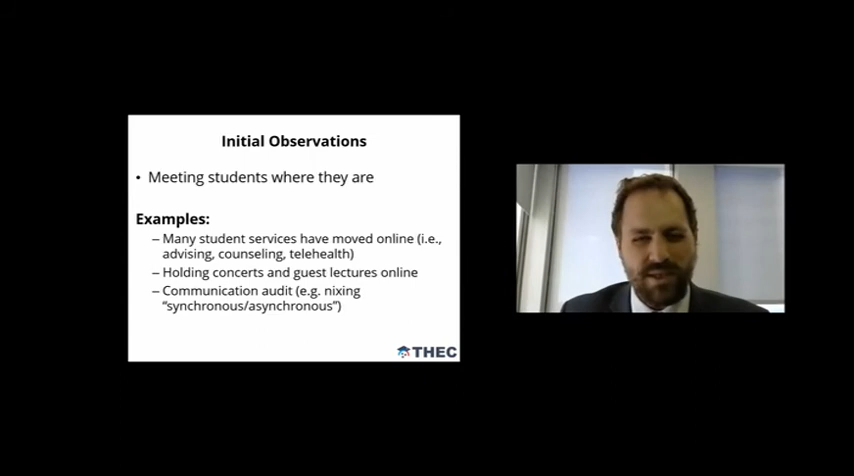 Initial Observations
• Meeting students where they are
Examples:
– Many student services have moved online (i.e.,
advising, counseling, telehealth)
– Holding concerts and guest lectures online
– Communication audit (e.g. nixing
“synchronous/asynchronous”)
THEC